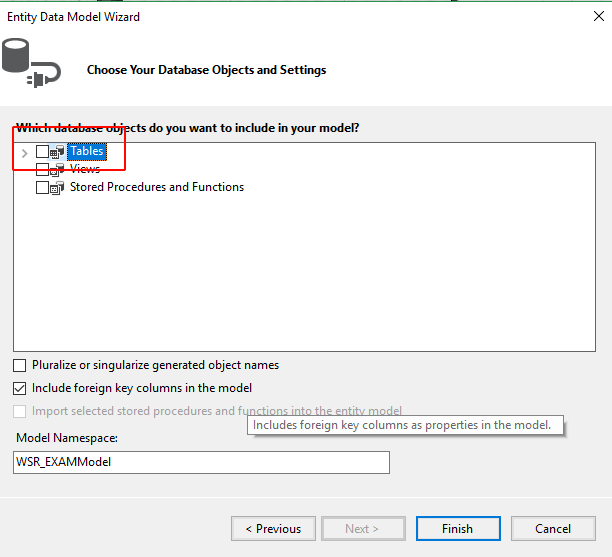 Entity Data Model Wizard
Choose Your Database Objects and Settings
Which database objects do you want to include in your model?
Tables
Views
Stored Procedures and Functions
Pluralize or singularize generated object names
Include foreign key columns in the model
Import selected stored procedures and functions into the entity model
Includes foreign key columns as properties in the model.
Model Namespace:
WSR_EXAMModel
< Previous
Next >
Finish
Cancel